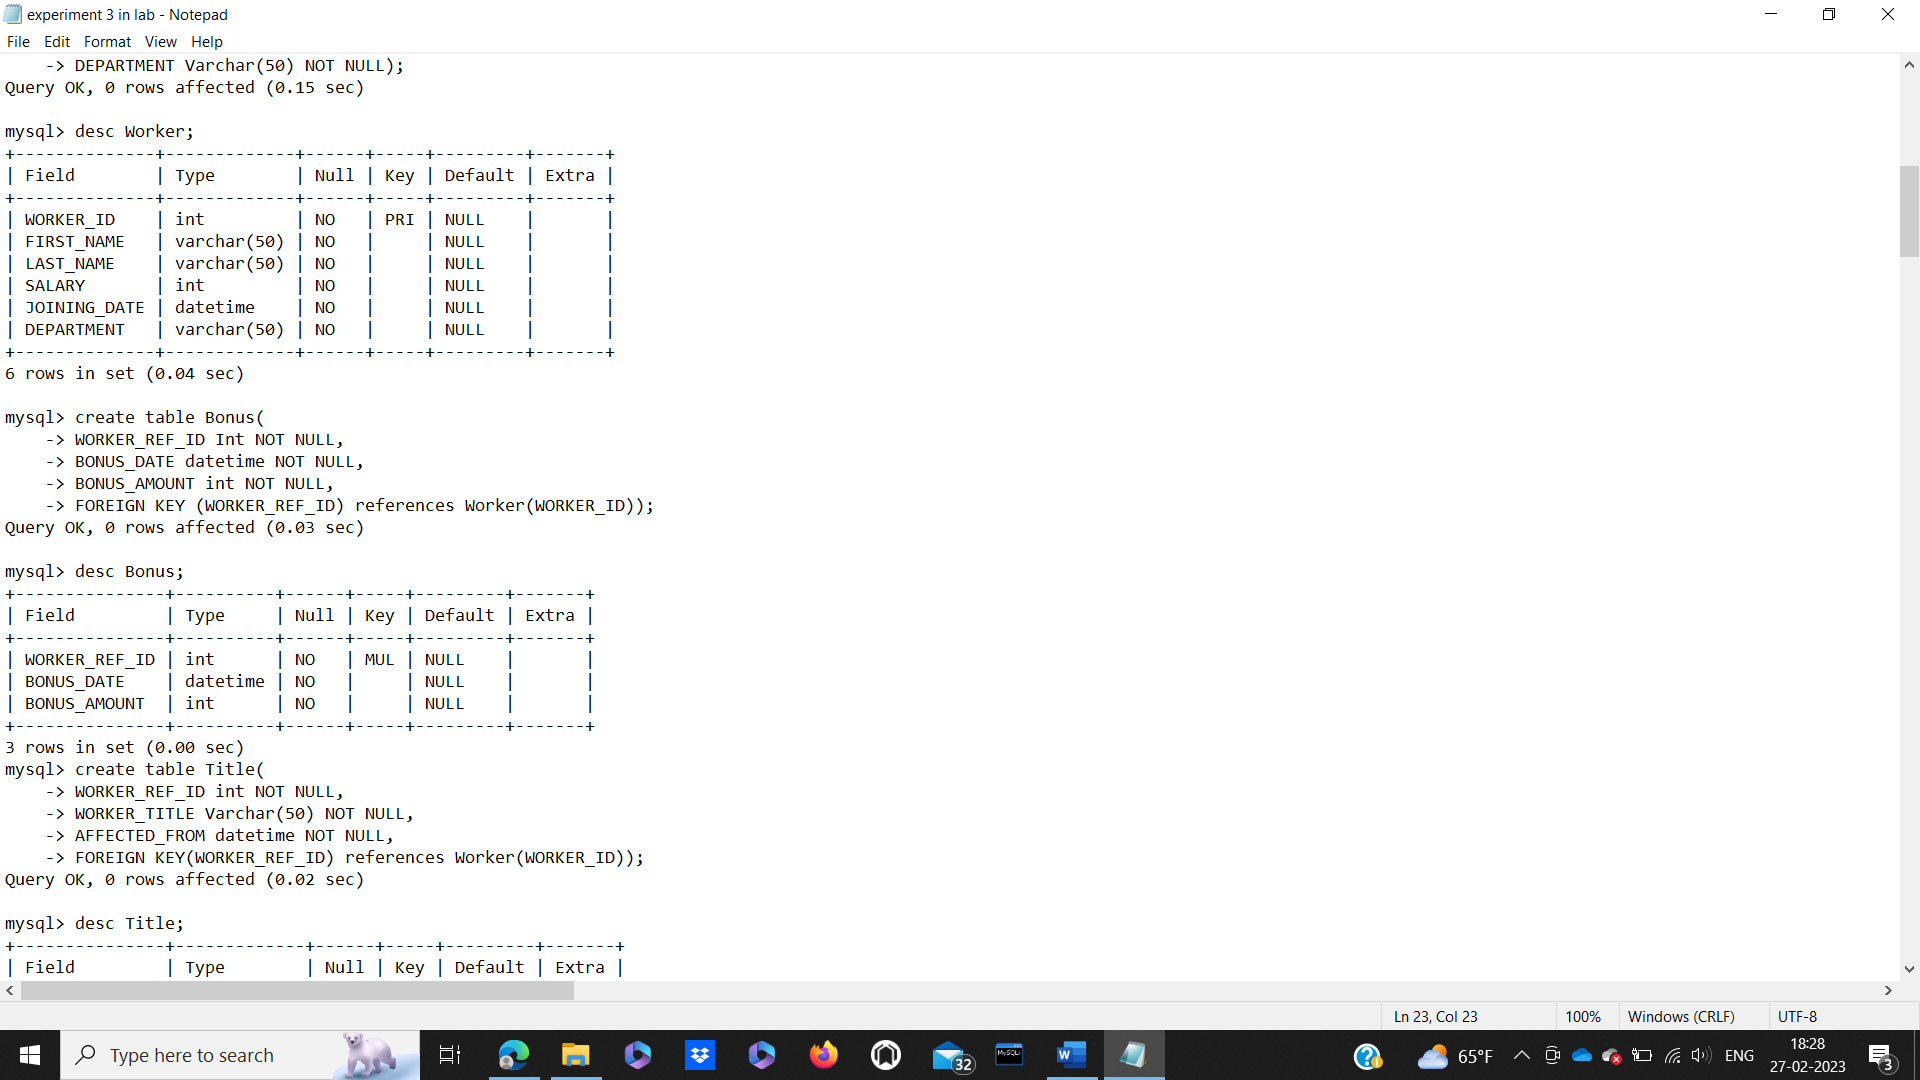 experiment 3 in lab - Notepad
File Edit Format View Help
    -> DEPARTMENT Varchar(50) NOT NULL);
Query OK, 0 rows affected (0.15 sec)

mysql> desc Worker;
+--------------+-------------+------+-----+---------+-------+
| Field        | Type        | Null | Key | Default | Extra |
+--------------+-------------+------+-----+---------+-------+
| WORKER_ID    | int         | NO   | PRI | NULL    |       |
| FIRST_NAME   | varchar(50) | NO   |     | NULL    |       |
| LAST_NAME    | varchar(50) | NO   |     | NULL    |       |
| SALARY       | int         | NO   |     | NULL    |       |
| JOINING_DATE | datetime    | NO   |     | NULL    |       |
| DEPARTMENT   | varchar(50) | NO   |     | NULL    |       |
+--------------+-------------+------+-----+---------+-------+
6 rows in set (0.04 sec)

mysql> create table Bonus(
    -> WORKER_REF_ID Int NOT NULL,
    -> BONUS_DATE datetime NOT NULL,
    -> BONUS_AMOUNT int NOT NULL,
    -> FOREIGN KEY (WORKER_REF_ID) references Worker(WORKER_ID));
Query OK, 0 rows affected (0.03 sec)

mysql> desc Bonus;
+---------------+----------+------+-----+---------+-------+
| Field         | Type     | Null | Key | Default | Extra |
+---------------+----------+------+-----+---------+-------+
| WORKER_REF_ID | int      | NO   | MUL | NULL    |       |
| BONUS_DATE    | datetime | NO   |     | NULL    |       |
| BONUS_AMOUNT  | int      | NO   |     | NULL    |       |
+---------------+----------+------+-----+---------+-------+
3 rows in set (0.00 sec)
mysql> create table Title(
    -> WORKER_REF_ID int NOT NULL,
    -> WORKER_TITLE Varchar(50) NOT NULL,
    -> AFFECTED_FROM datetime NOT NULL,
    -> FOREIGN KEY(WORKER_REF_ID) references Worker(WORKER_ID));
Query OK, 0 rows affected (0.02 sec)

mysql> desc Title;
+---------------+-------------+------+-----+---------+-------+
| Field         | Type        | Null | Key | Default | Extra |
Ln 23, Col 23 100% Windows (CRLF) UTF-8
Type here to search
32
65°F
ENG
18:28
27-02-2023
3